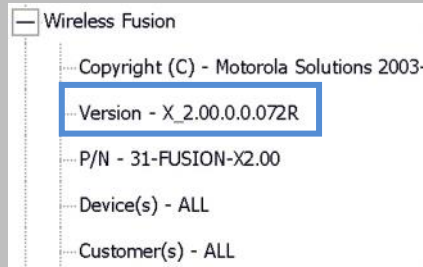 Wireless Fusion
Copyright (C) - Motorola Solutions 2003-
Version - X_2.00.0.0.072R
P/N - 31-FUSION-X2.00
Device(s) - ALL
Customer(s) - ALL